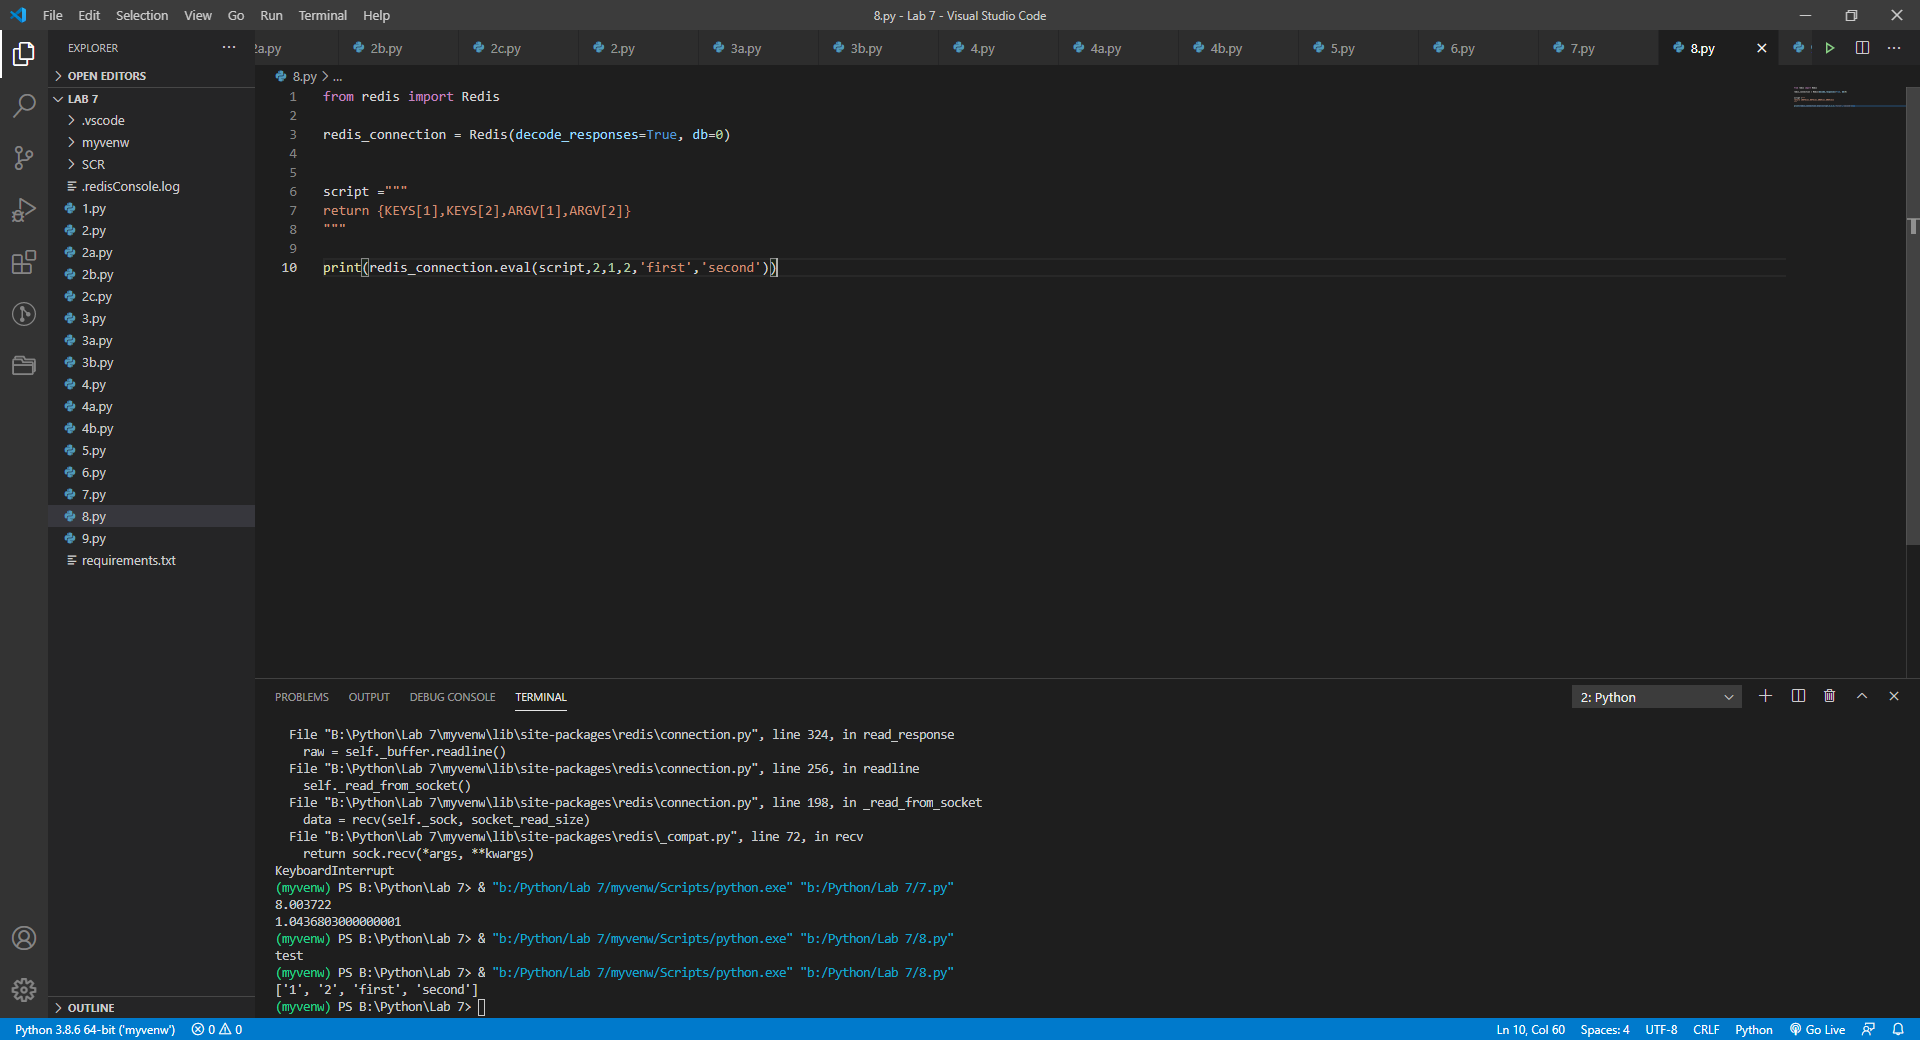 File Edit Selection View Go Run Terminal Help 8.py - Lab 7 - Visual Studio Code
EXPLORER ···
2a.py 2b.py 2c.py 2.py 3a.py 3b.py 4.py 4a.py 4b.py 5.py 6.py 7.py 8.py
OPEN EDITORS
LAB 7
.vscode
myvenw
SCR
.redisConsole.log
1.py
2.py
2a.py
2b.py
2c.py
3.py
3a.py
3b.py
4.py
4a.py
4b.py
5.py
6.py
7.py
8.py
9.py
requirements.txt
OUTLINE
8.py > ...
1 from redis import Redis
2
3 redis_connection = Redis(decode_responses=True, db=0)
4
5
6 script ="""
7 return {KEYS[1],KEYS[2],ARGV[1],ARGV[2]}
8 """
9
10 print(redis_connection.eval(script,2,1,2,'first','second'))
PROBLEMS OUTPUT DEBUG CONSOLE TERMINAL 2: Python
File "B:\Python\Lab 7\myvenw\lib\site-packages\redis\connection.py", line 324, in read_response
raw = self._buffer.readline()
File "B:\Python\Lab 7\myvenw\lib\site-packages\redis\connection.py", line 256, in readline
self._read_from_socket()
File "B:\Python\Lab 7\myvenw\lib\site-packages\redis\connection.py", line 198, in _read_from_socket
data = recv(self._sock, socket_read_size)
File "B:\Python\Lab 7\myvenw\lib\site-packages\redis\_compat.py", line 72, in recv
return sock.recv(*args, **kwargs)
KeyboardInterrupt
(myvenw) PS B:\Python\Lab 7> & "b:/Python/Lab 7/myvenw/Scripts/python.exe" "b:/Python/Lab 7/7.py"
8.003722
1.0436803000000001
(myvenw) PS B:\Python\Lab 7> & "b:/Python/Lab 7/myvenw/Scripts/python.exe" "b:/Python/Lab 7/8.py"
test
(myvenw) PS B:\Python\Lab 7> & "b:/Python/Lab 7/myvenw/Scripts/python.exe" "b:/Python/Lab 7/8.py"
['1', '2', 'first', 'second']
(myvenw) PS B:\Python\Lab 7>
Python 3.8.6 64-bit ('myvenw') 0 0 Ln 10, Col 60 Spaces: 4 UTF-8 CRLF Python Go Live